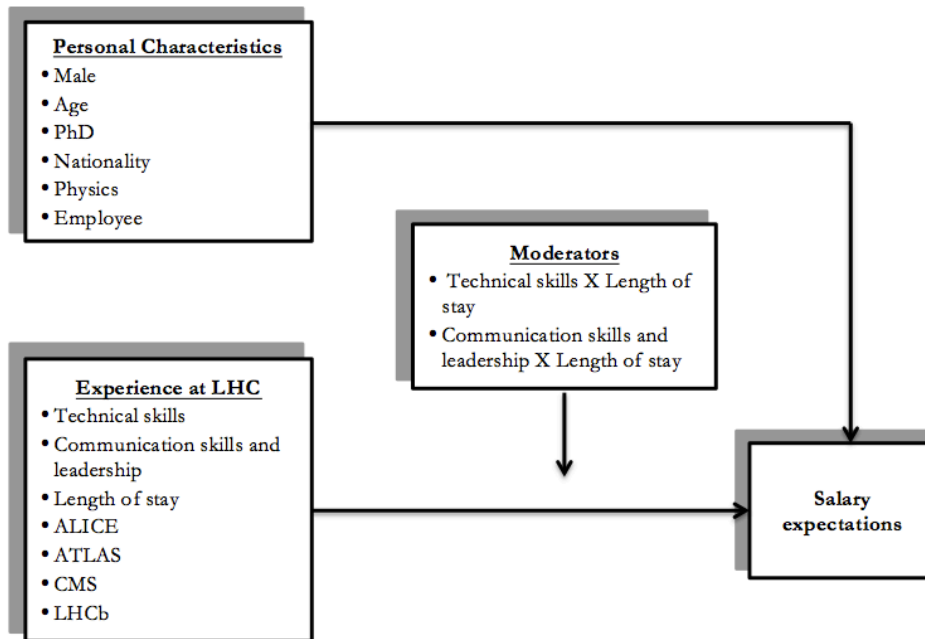 Personal Characteristics
• Male
• Age
• PhD
• Nationality
• Physics
• Employee
Moderators
• Technical skills X Length of
stay
• Communication skills and
leadership X Length of stay
Experience at LHC
• Technical skills
• Communication skills and
leadership
• Length of stay
• ALICE
• ATLAS
• CMS
• LHCb
Salary
expectations